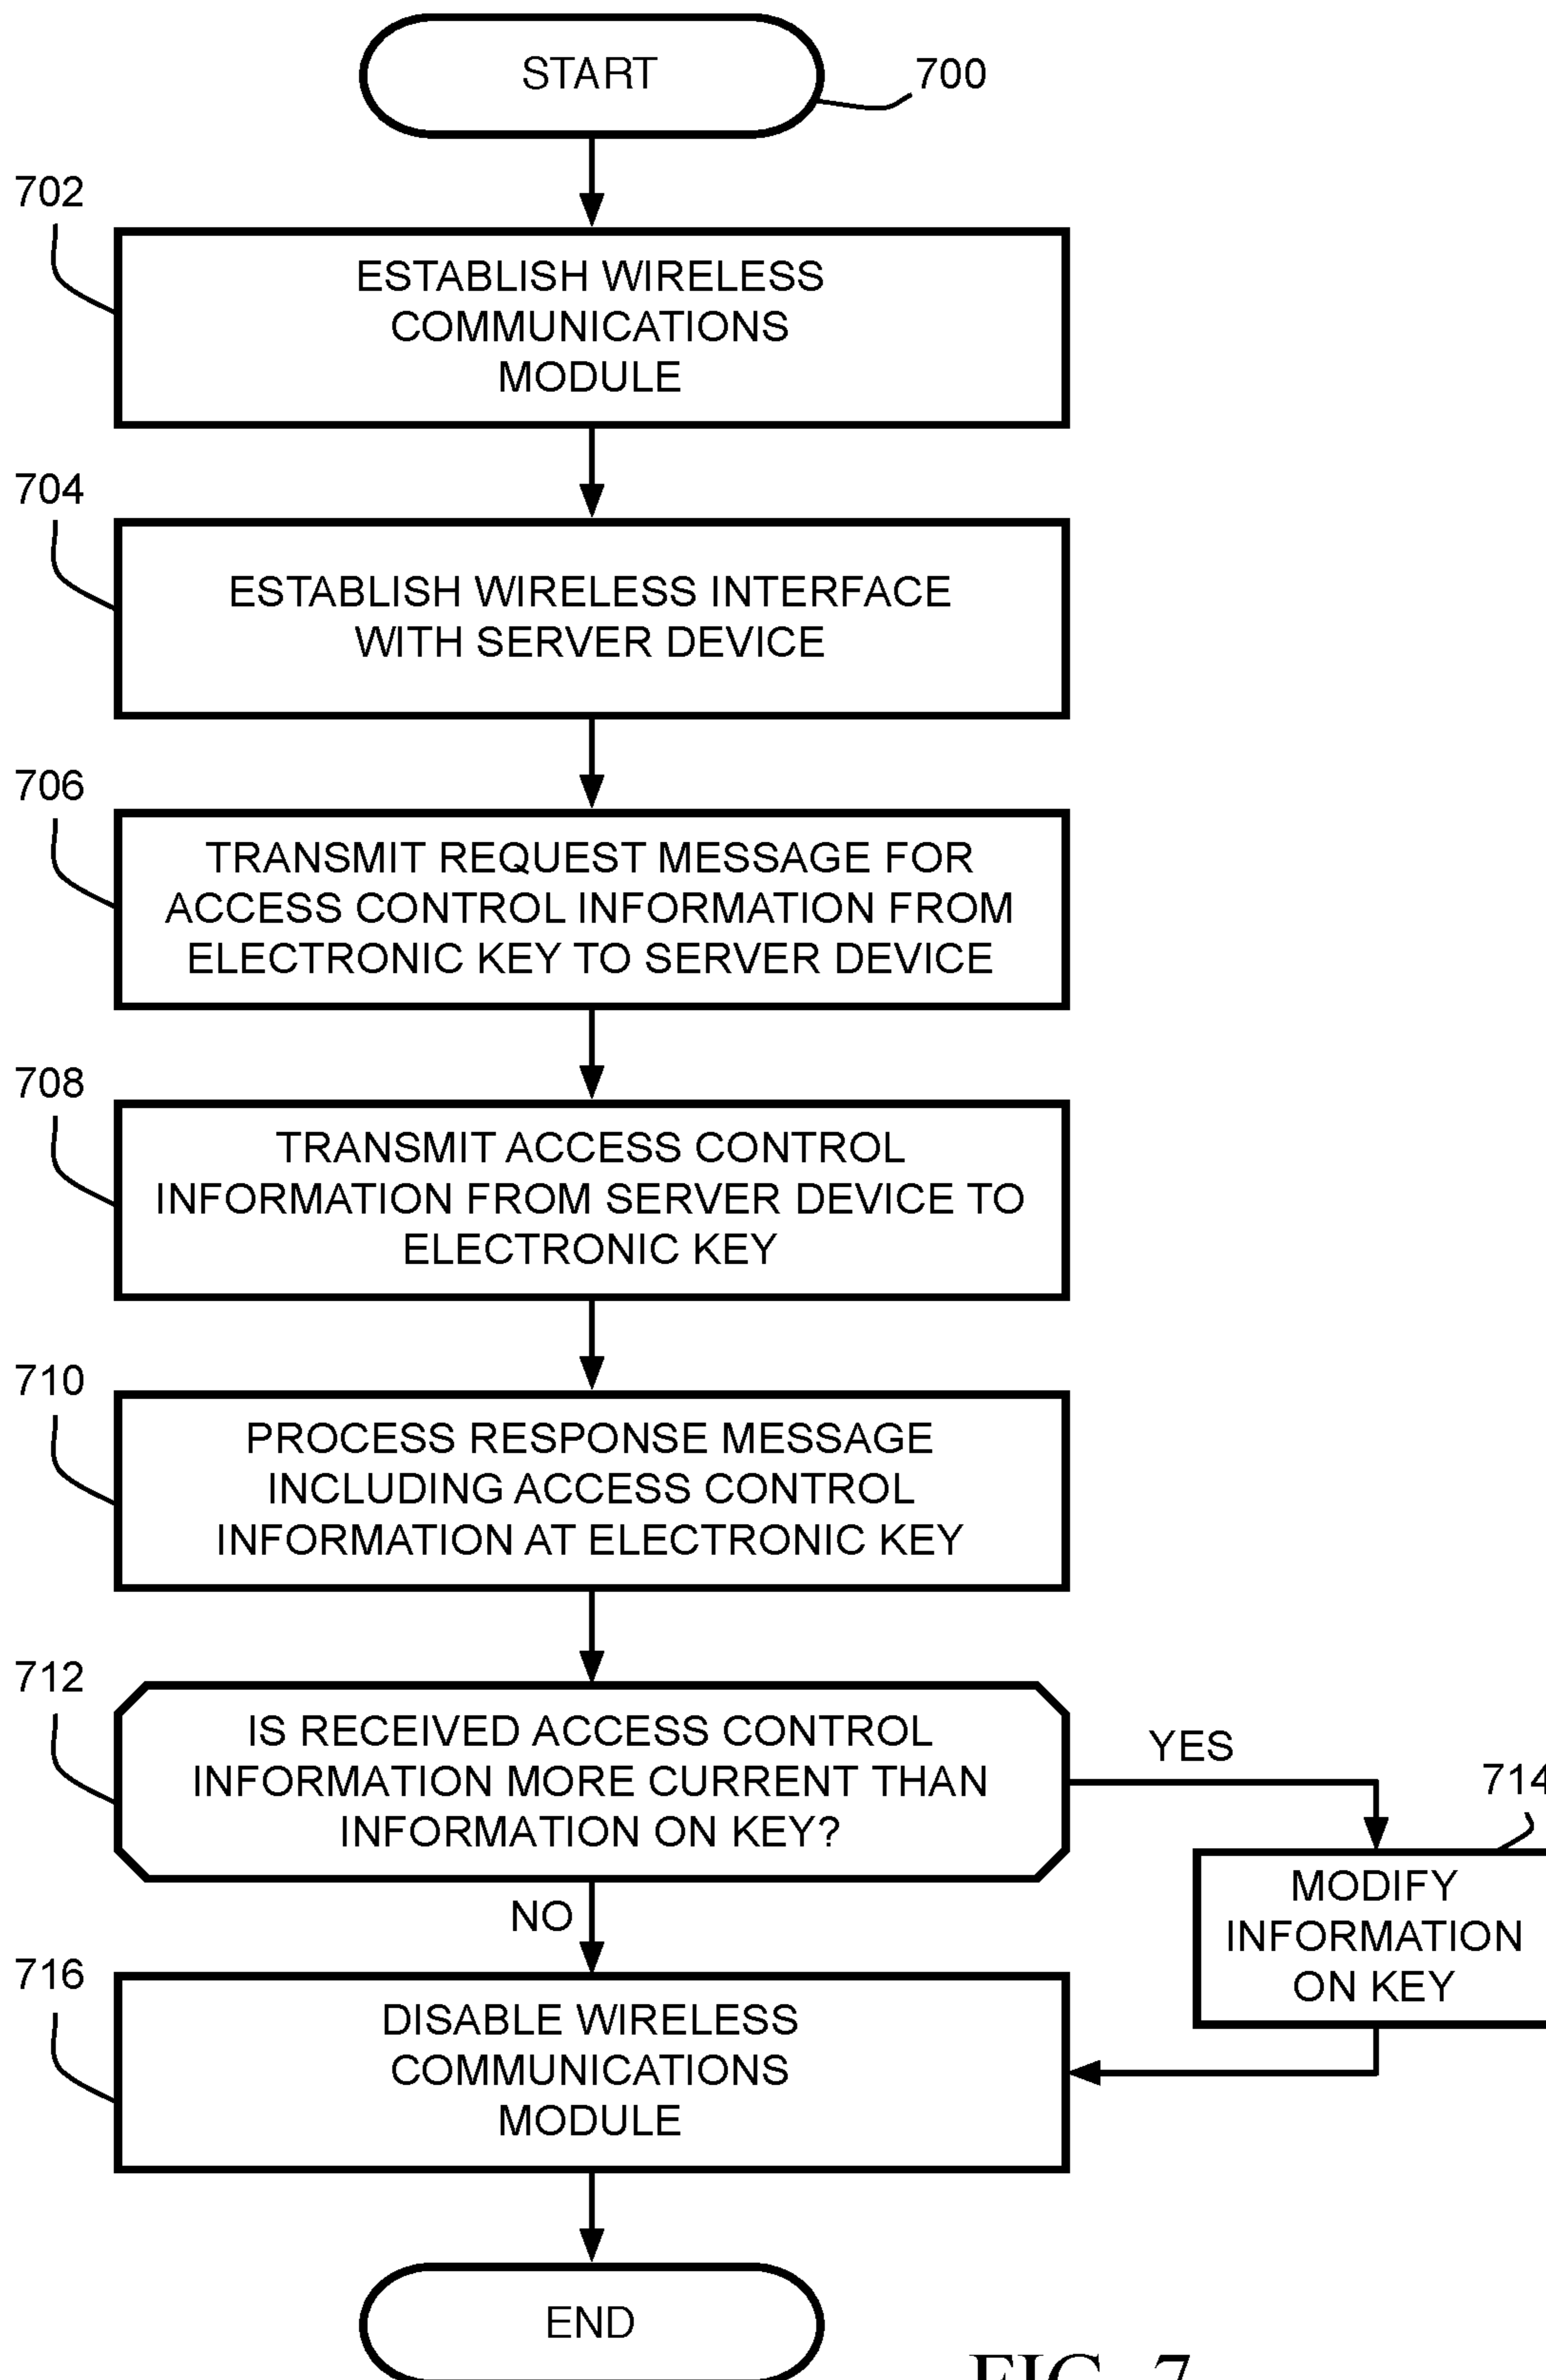 START
700
702
ESTABLISH WIRELESS
COMMUNICATIONS
MODULE
704
ESTABLISH WIRELESS INTERFACE
WITH SERVER DEVICE
706
TRANSMIT REQUEST MESSAGE FOR
ACCESS CONTROL INFORMATION FROM
ELECTRONIC KEY TO SERVER DEVICE
708
TRANSMIT ACCESS CONTROL
INFORMATION FROM SERVER DEVICE TO
ELECTRONIC KEY
710
PROCESS RESPONSE MESSAGE
INCLUDING ACCESS CONTROL
INFORMATION AT ELECTRONIC KEY
712
IS RECEIVED ACCESS CONTROL
INFORMATION MORE CURRENT THAN
INFORMATION ON KEY?
YES
714
MODIFY
INFORMATION
ON KEY
NO
716
DISABLE WIRELESS
COMMUNICATIONS
MODULE
END
FIG. 7